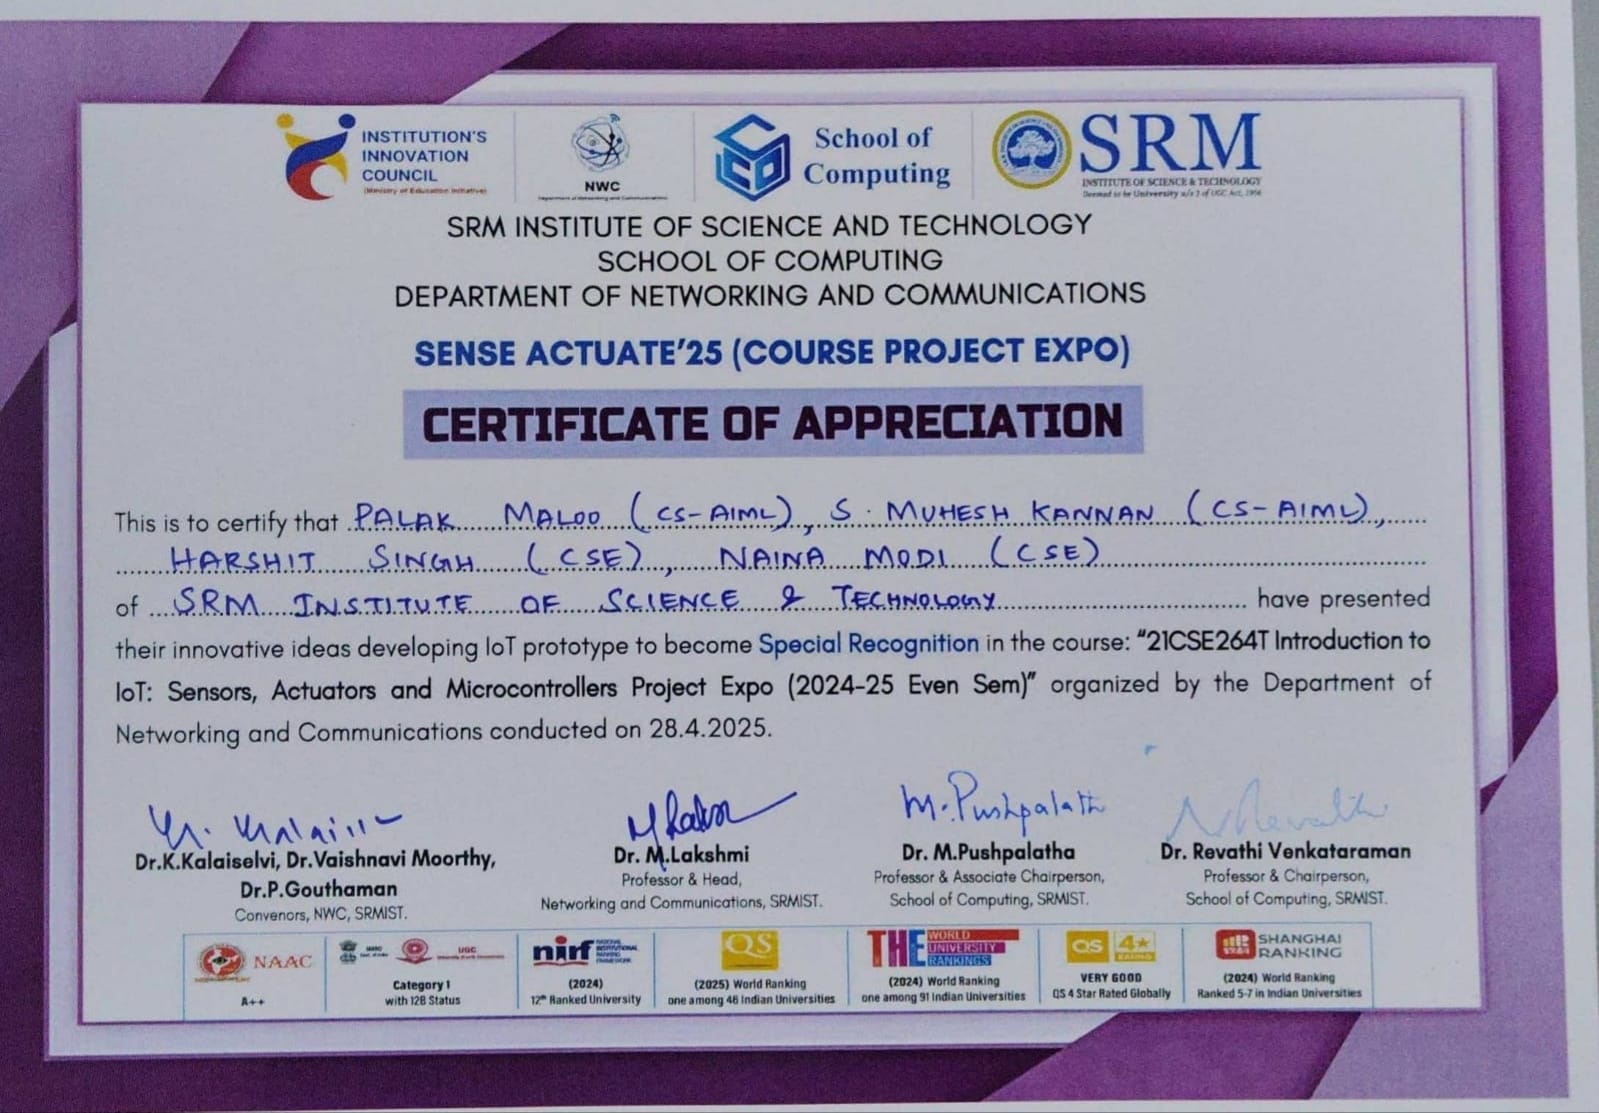 INSTITUTION'S
INNOVATION
COUNCIL
(Ministry of Education Initiative)
NWC
Department of Networking and Communications
School of
Computing
SRM
INSTITUTE OF SCIENCE & TECHNOLOGY
Deemed to be University u/s 3 of UGC Act, 1956
SRM INSTITUTE OF SCIENCE AND TECHNOLOGY
SCHOOL OF COMPUTING
DEPARTMENT OF NETWORKING AND COMMUNICATIONS
SENSE ACTUATE'25 (COURSE PROJECT EXPO)
CERTIFICATE OF APPRECIATION
This is to certify that PALAK MALOO (CS-AIML), S. MUHESH KANNAN (CS-AIML),
HARSHIT SINGH (CSE), NAINA MODI (CSE)
of SRM INSTITUTE OF SCIENCE & TECHNOLOGY have presented
their innovative ideas developing IoT prototype to become Special Recognition in the course: "21CSE264T Introduction to
IoT: Sensors, Actuators and Microcontrollers Project Expo (2024-25 Even Sem)" organized by the Department of
Networking and Communications conducted on 28.4.2025.
M. Pushpalatha
Dr.K.Kalaiselvi, Dr.Vaishnavi Moorthy,
Dr.P.Gouthaman
Convenors, NWC, SRMIST.
Dr. M.Lakshmi
Professor & Head,
Networking and Communications, SRMIST.
Dr. M.Pushpalatha
Professor & Associate Chairperson,
School of Computing, SRMIST.
Dr. Revathi Venkataraman
Professor & Chairperson,
School of Computing, SRMIST.
NAAC
A++
UGC
Category I
with 12B Status
nirf
NATIONAL
INSTITUTIONAL
RANKING
FRAMEWORK
(2024)
12th Ranked University
QS
(2025) World Ranking
one among 46 Indian Universities
THE WORLD
UNIVERSITY
RANKINGS
(2024) World Ranking
one among 91 Indian Universities
QS 4★
VERY GOOD
QS 4 Star Rated Globally
SHANGHAI
RANKING
(2024) World Ranking
Ranked 5-7 in Indian Universities